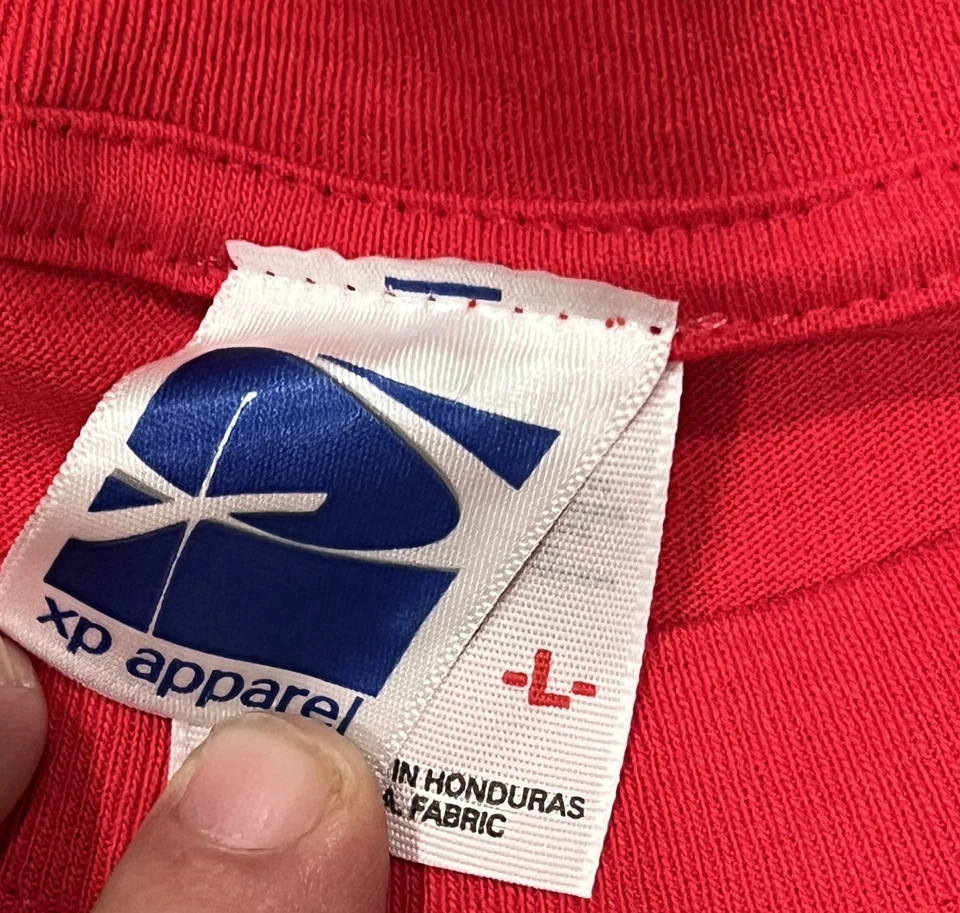 xp apparel
-L-
IN HONDURAS
A. FABRIC